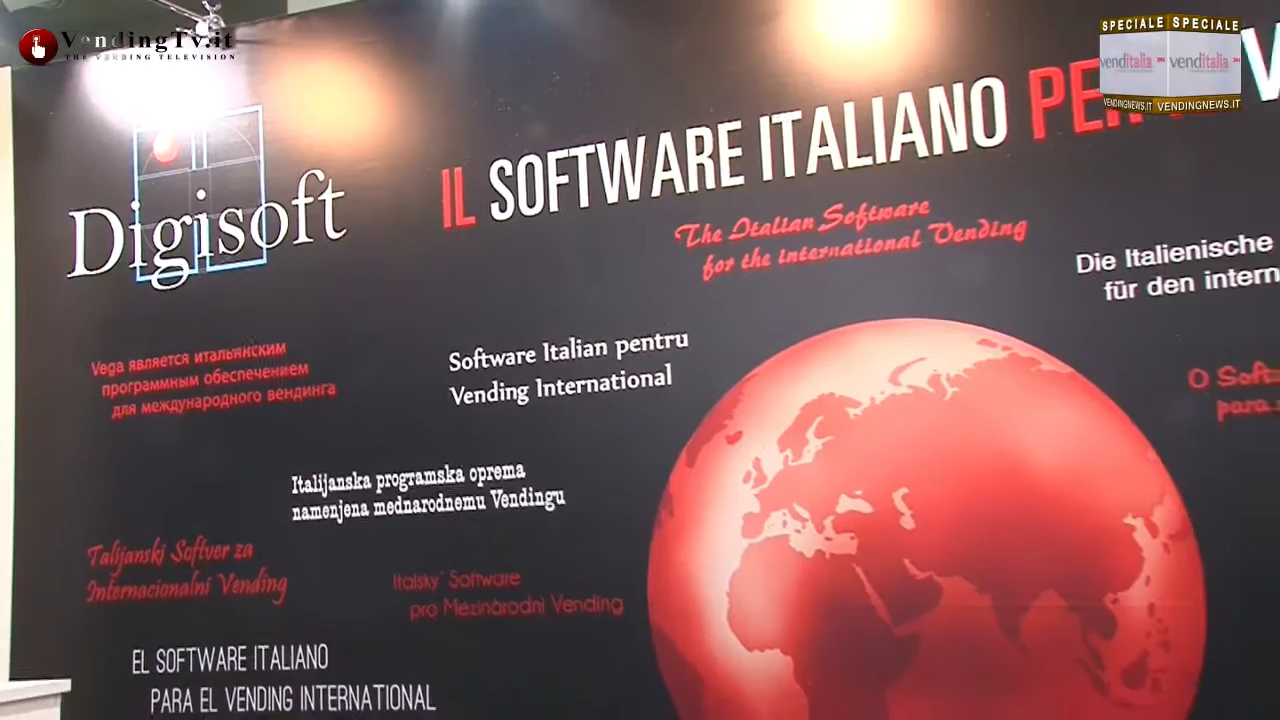 VendingTv.it
THE VENDING TELEVISION
SPECIALE SPECIALE
venditalia venditalia
VENDINGNEWS.IT VENDINGNEWS.IT
Digisoft
IL SOFTWARE ITALIANO
The Italian Software
for the international Vending
Die Italienische
für den intern
Vega является итальянским
программным обеспечением
для международного вендинга
Software Italian pentru
Vending International
O Soft
para
Italijanska programska oprema
namenjena mednarodnemu Vendingu
Talijanski Softver za
Internacionalni Vending
Italsky´ Software
pro Mezinàrodni Vending
EL SOFTWARE ITALIANO
PARA EL VENDING INTERNATIONAL